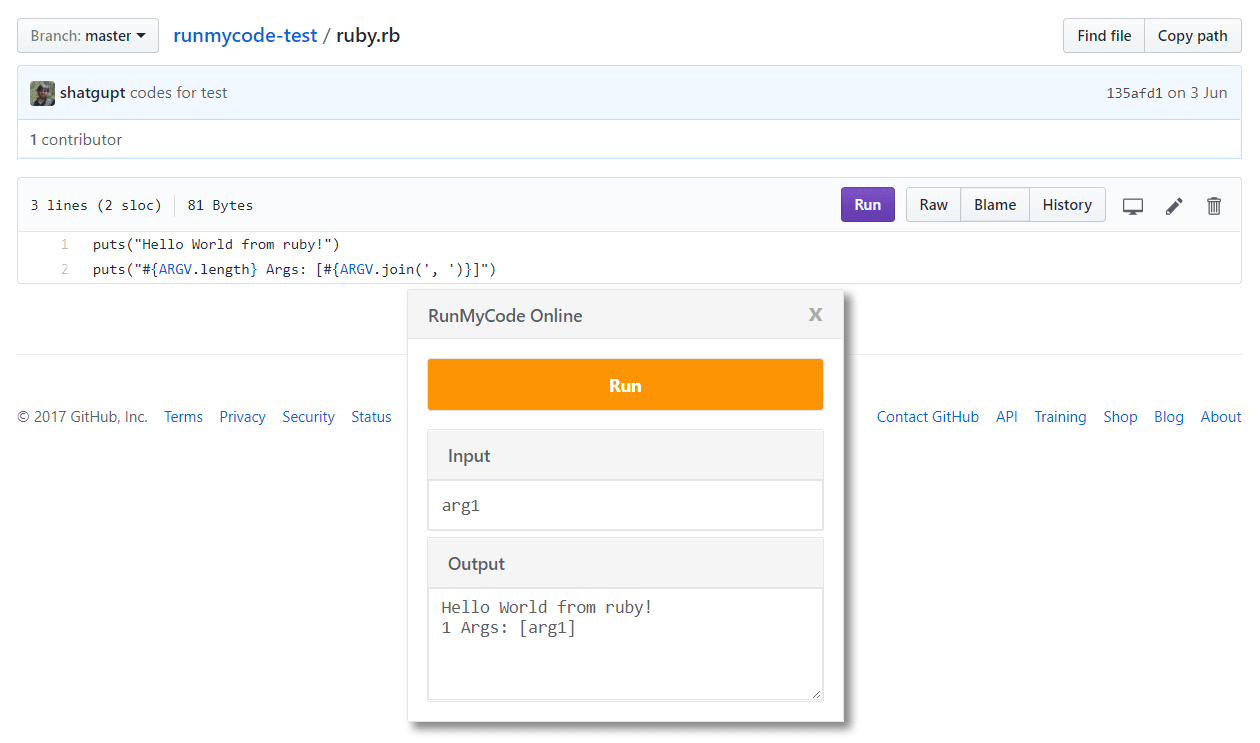 Branch: master runmycode-test / ruby.rb Find file Copy path
shatgupt codes for test 135afd1 on 3 Jun
1 contributor
3 lines (2 sloc) 81 Bytes Run Raw Blame History
1 puts("Hello World from ruby!")
2 puts("#{ARGV.length} Args: [#{ARGV.join(', ')}]")
RunMyCode Online X
Run
© 2017 GitHub, Inc. Terms Privacy Security Status Contact GitHub API Training Shop Blog About
Input
arg1
Output
Hello World from ruby!
1 Args: [arg1]